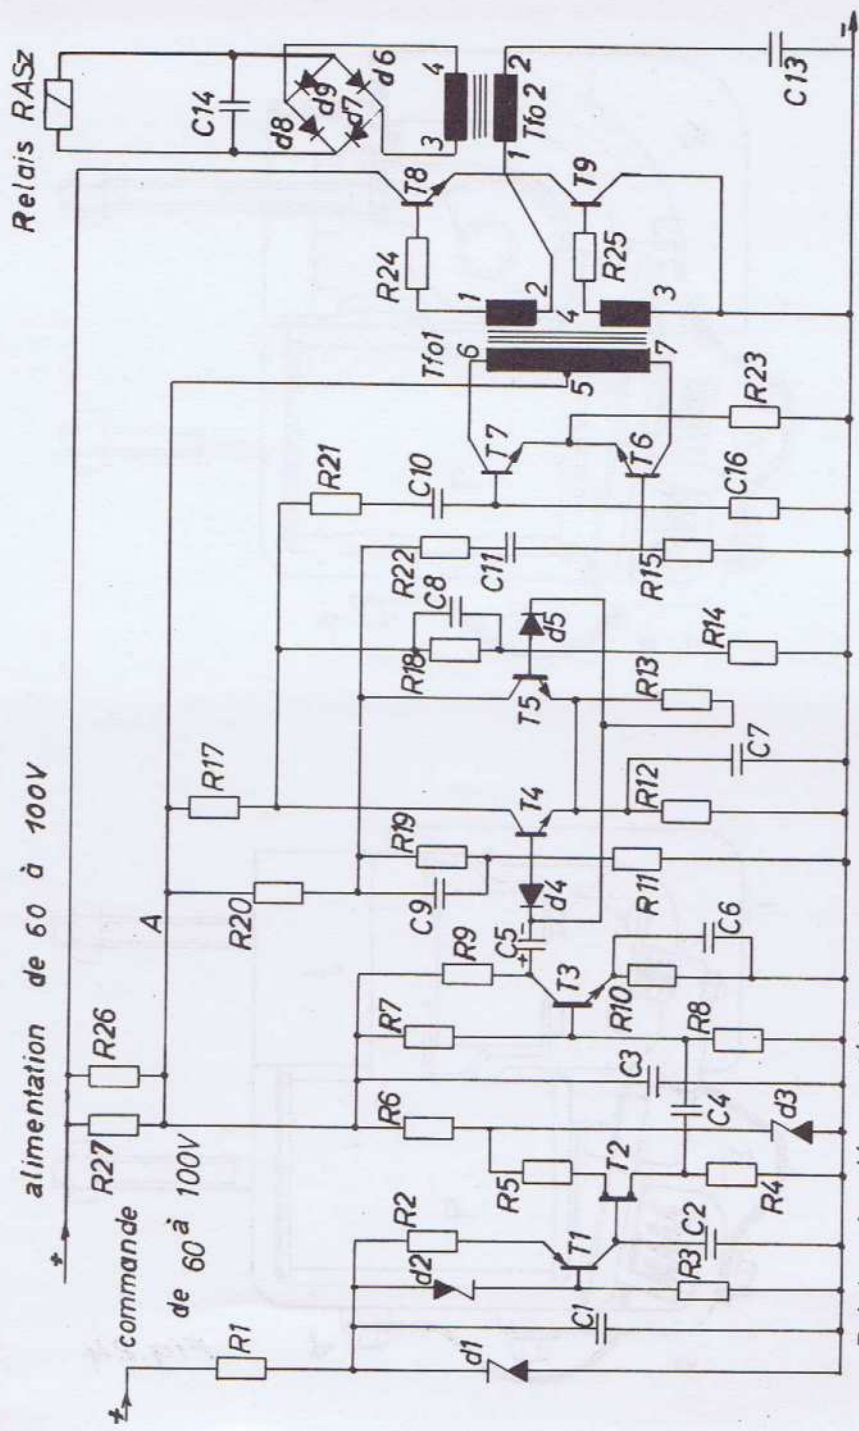 Relais RASz
alimentation de 60 à 100V
+
commande
de 60 à 100V
+
R27
R26
A
R1
d1
C1
d2
R2
T1
R3
C2
R5
T2
R4
R6
C4
d3
C3
R7
R8
T3
R9
R10
C6
C5
+
-
d4
C9
R19
R11
R20
T4
R12
R17
C7
T5
R13
d5
R18
C8
R14
R22
C11
R15
R21
C10
C16
T7
T6
R23
Tfo1
6
5
7
1
2
4
3
R24
R25
T8
T9
Tfo2
3
4
1
2
C14
d8
d9
d7
d6
C13
-